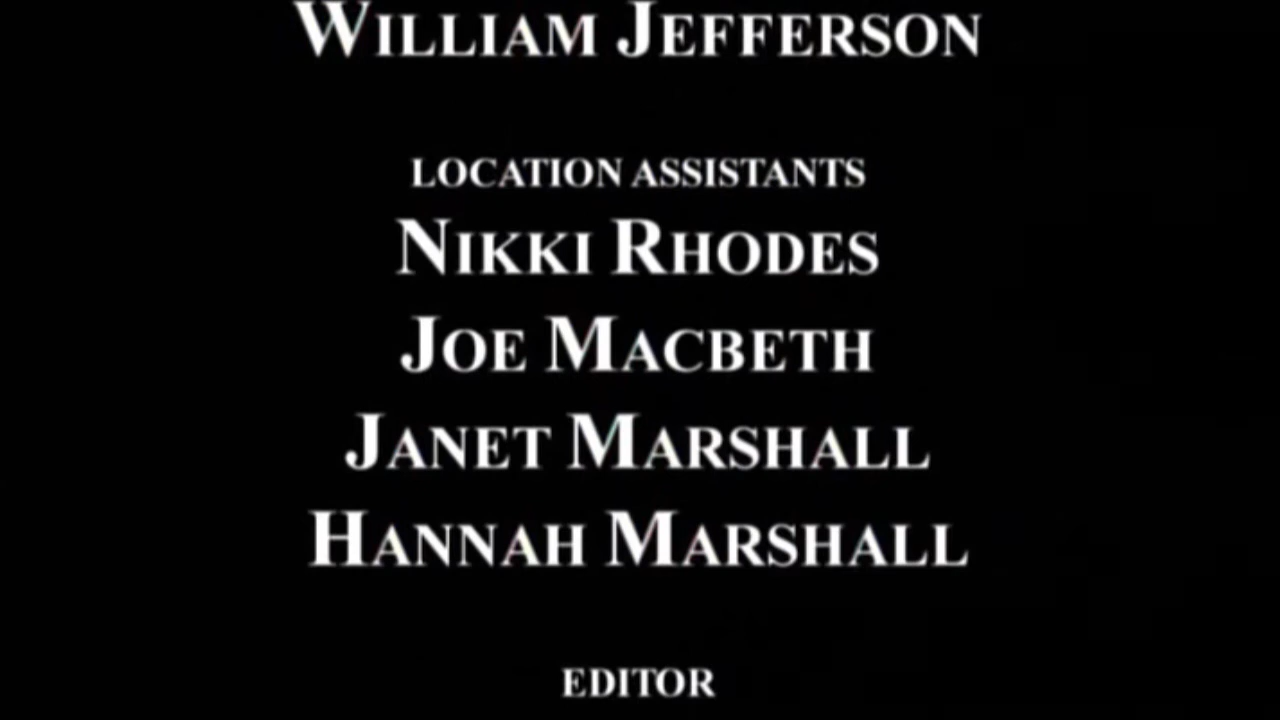 WILLIAM JEFFERSON
LOCATION ASSISTANTS
NIKKI RHODES
JOE MACBETH
JANET MARSHALL
HANNAH MARSHALL
EDITOR